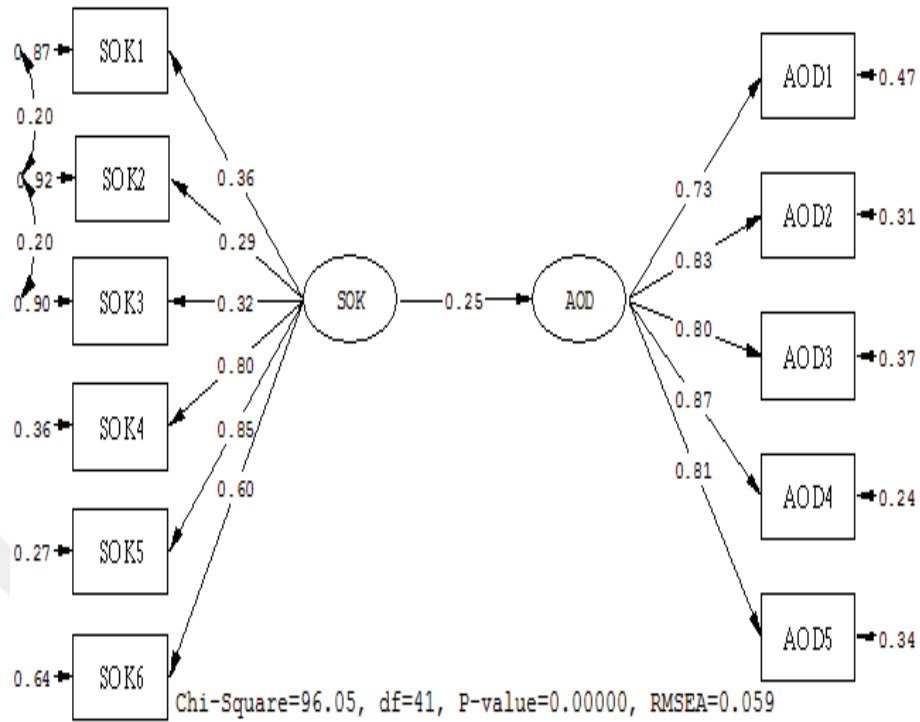 0.87
SOK1
0.20
0.92
SOK2
0.20
0.90
SOK3
0.36
SOK4
0.27
SOK5
0.64
SOK6
0.36
0.29
0.32
0.80
0.85
0.60
SOK
0.25
AOD
0.73
0.83
0.80
0.87
0.81
AOD1
0.47
AOD2
0.31
AOD3
0.37
AOD4
0.24
AOD5
0.34
Chi-Square=96.05, df=41, P-value=0.00000, RMSEA=0.059